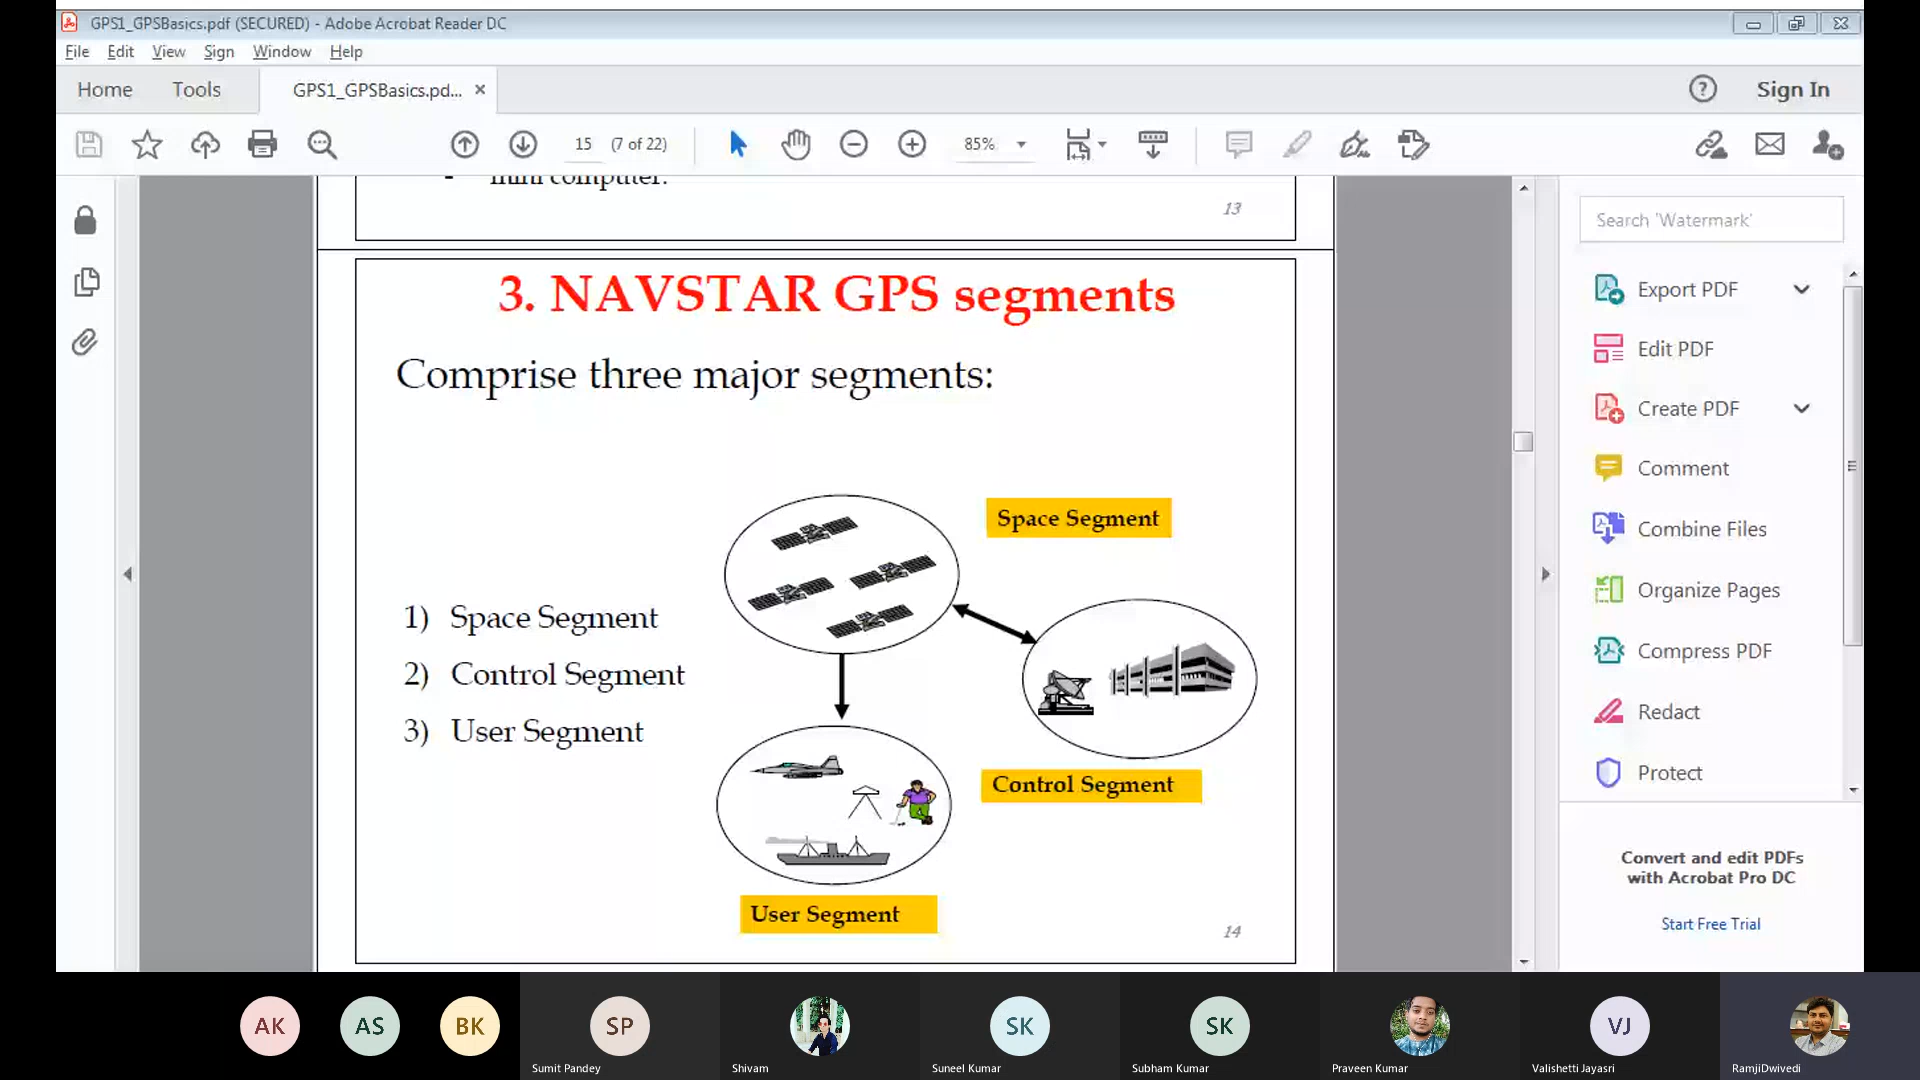 GPS1_GPSBasics.pdf (SECURED) - Adobe Acrobat Reader DC
File Edit View Sign Window Help
Home Tools GPS1_GPSBasics.pd... × ? Sign In
15 (7 of 22) 85%
- mini computer.
13
3. NAVSTAR GPS segments
Comprise three major segments:
Space Segment
1) Space Segment
2) Control Segment
3) User Segment
Control Segment
User Segment
14
Search 'Watermark'
Export PDF
Edit PDF
Create PDF
Comment
Combine Files
Organize Pages
Compress PDF
Redact
Protect
Convert and edit PDFs
with Acrobat Pro DC
Start Free Trial
AK AS BK SP SK SK VJ
Sumit Pandey Shivam Suneel Kumar Subham Kumar Praveen Kumar Valishetti Jayasri RamjiDwivedi